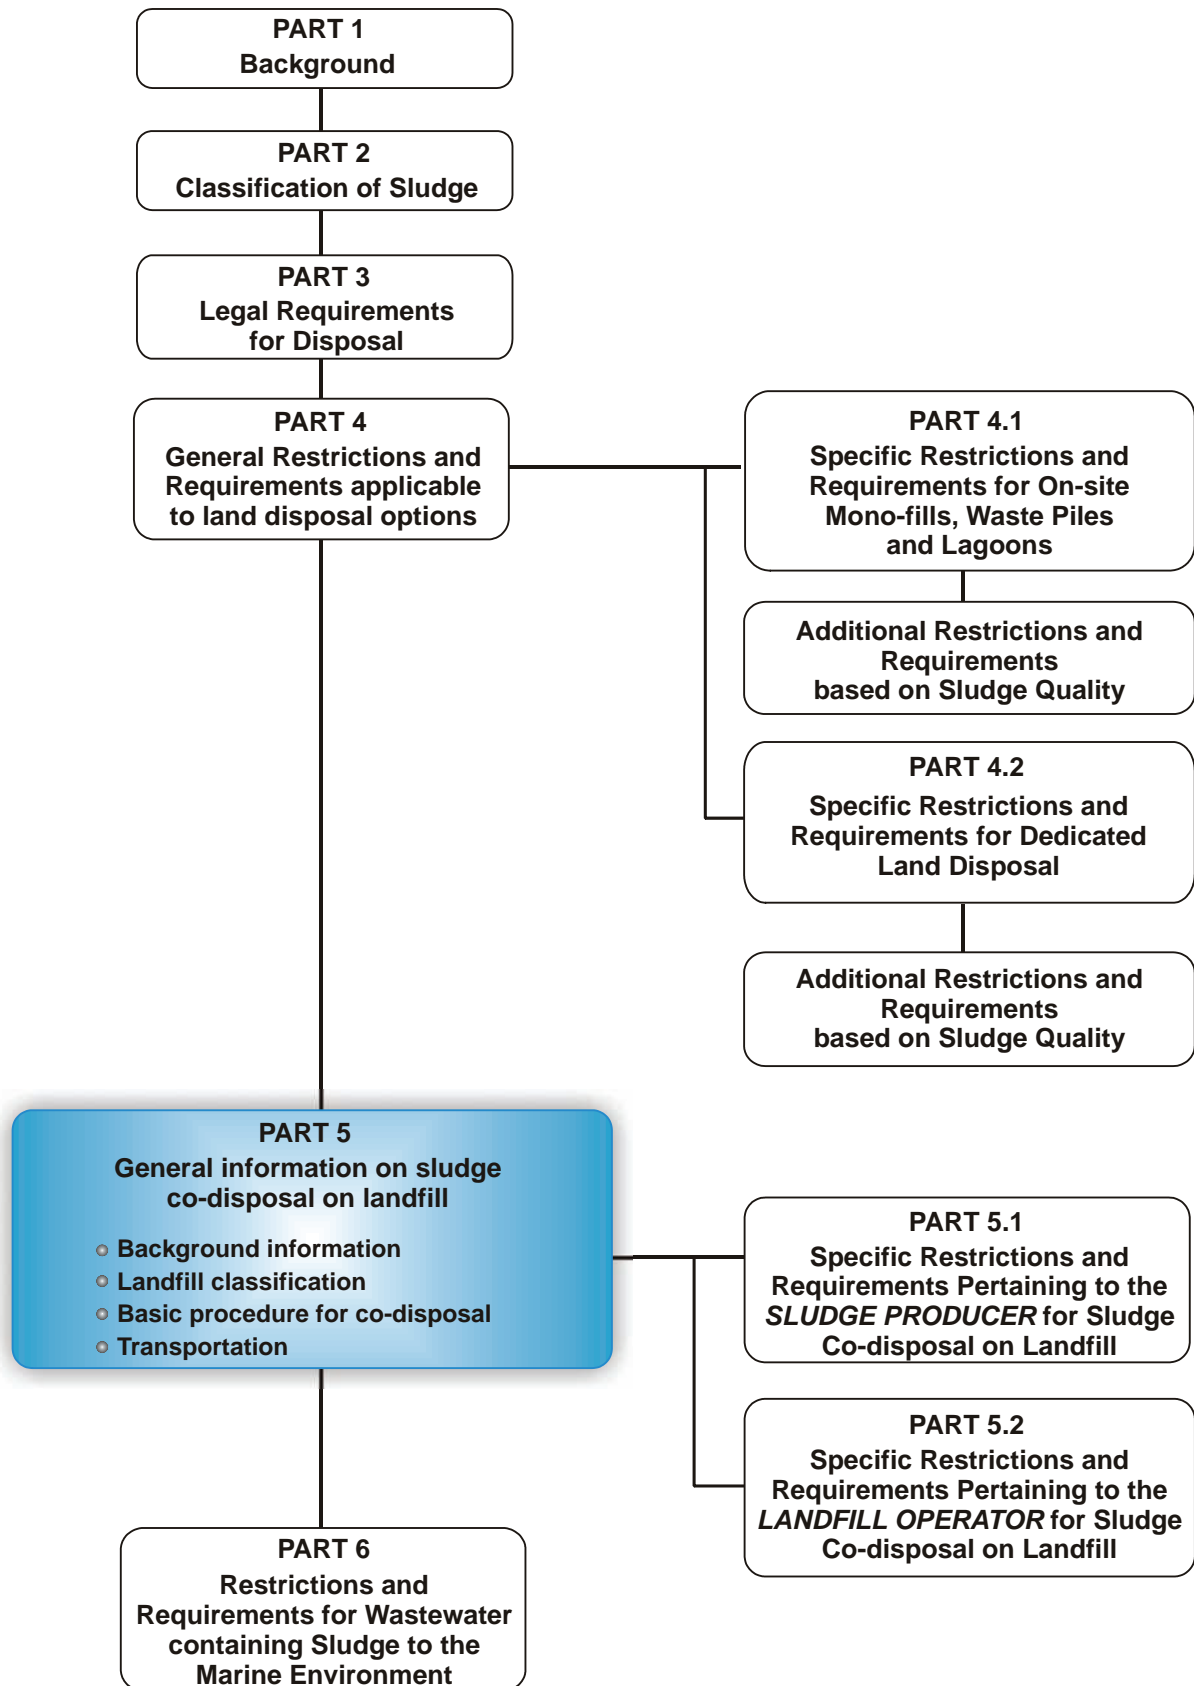 PART 1
Background
PART 2
Classification of Sludge
PART 3
Legal Requirements
for Disposal
PART 4
General Restrictions and
Requirements applicable
to land disposal options
PART 4.1
Specific Restrictions and
Requirements for On-site
Mono-fills, Waste Piles
and Lagoons
Additional Restrictions and
Requirements
based on Sludge Quality
PART 4.2
Specific Restrictions and
Requirements for Dedicated
Land Disposal
Additional Restrictions and
Requirements
based on Sludge Quality
PART 5
General information on sludge
co-disposal on landfill
Background information
Landfill classification
Basic procedure for co-disposal
Transportation
PART 5.1
Specific Restrictions and
Requirements Pertaining to the
SLUDGE PRODUCER for Sludge
Co-disposal on Landfill
PART 5.2
Specific Restrictions and
Requirements Pertaining to the
LANDFILL OPERATOR for Sludge
Co-disposal on Landfill
PART 6
Restrictions and
Requirements for Wastewater
containing Sludge to the
Marine Environment